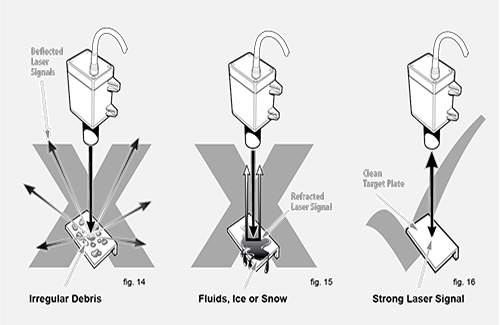 Deflected
Laser
Signals
Refracted
Laser Signal
Clean
Target Plate
fig. 14
fig. 15
fig. 16
Irregular Debris
Fluids, Ice or Snow
Strong Laser Signal